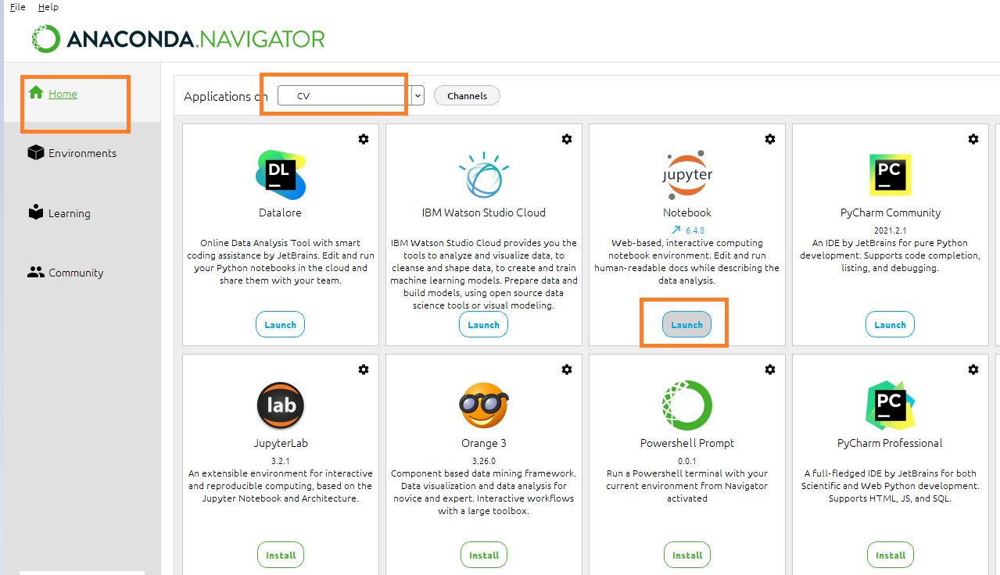 File Help
ANACONDA.NAVIGATOR
Home
Environments
Learning
Community
Applications on CV Channels
DL
Datalore
Online Data Analysis Tool with smart
coding assistance by JetBrains. Edit and run
your Python notebooks in the cloud and
share them with your team.
Launch
IBM Watson Studio Cloud
IBM Watson Studio Cloud provides you the
tools to analyze and visualize data, to
cleanse and shape data, to create and train
machine learning models. Prepare data and
build models, using open source data
science tools or visual modeling.
Launch
jupyter
Notebook
6.4.8
Web-based, interactive computing
notebook environment. Edit and run
human-readable docs while describing the
data analysis.
Launch
PC
PyCharm Community
2021.2.1
An IDE by JetBrains for pure Python
development. Supports code completion,
listing, and debugging.
Launch
lab
JupyterLab
3.2.1
An extensible environment for interactive
and reproducible computing, based on the
Jupyter Notebook and Architecture.
Install
Orange 3
3.26.0
Component based data mining framework.
Data visualization and data analysis for
novice and expert. Interactive workflows
with a large toolbox.
Install
Powershell Prompt
0.0.1
Run a Powershell terminal with your
current environment from Navigator
activated
Install
PC
PyCharm Professional
A full-fledged IDE by JetBrains for both
Scientific and Web Python development.
Supports HTML, JS, and SQL.
Install